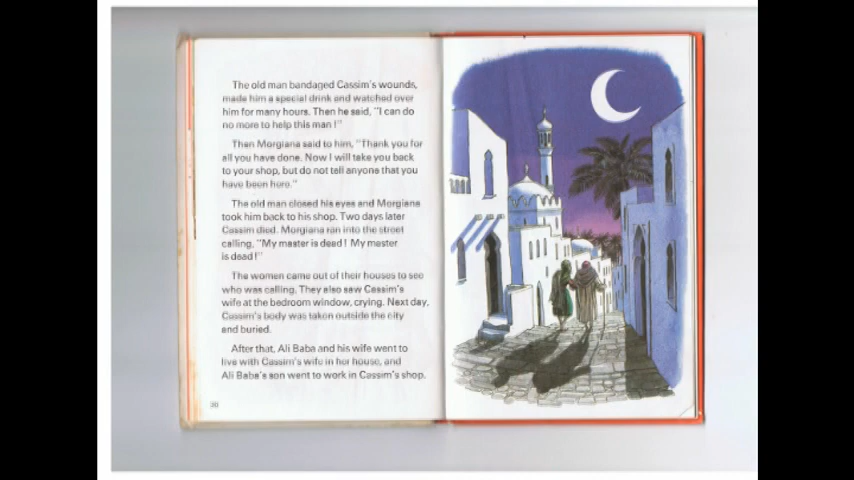 The old man bandaged Cassim's wounds,
made him a special drink and watched over
him for many hours. Then he said, "I can do
no more to help this man!"
Then Morgiana said to him, "Thank you for
all you have done. Now I will take you back
to your shop, but do not tell anyone that you
have been here."
The old man closed his eyes and Morgiana
took him back to his shop. Two days later
Cassim died. Morgiana ran into the street
calling, "My master is dead! My master
is dead!"
The women came out of their houses to see
who was calling. They also saw Cassim's
wife at the bedroom window, crying. Next day,
Cassim's body was taken outside the city
and buried.
After that, Ali Baba and his wife went to
live with Cassim's wife in her house, and
Ali Baba's son went to work in Cassim's shop.